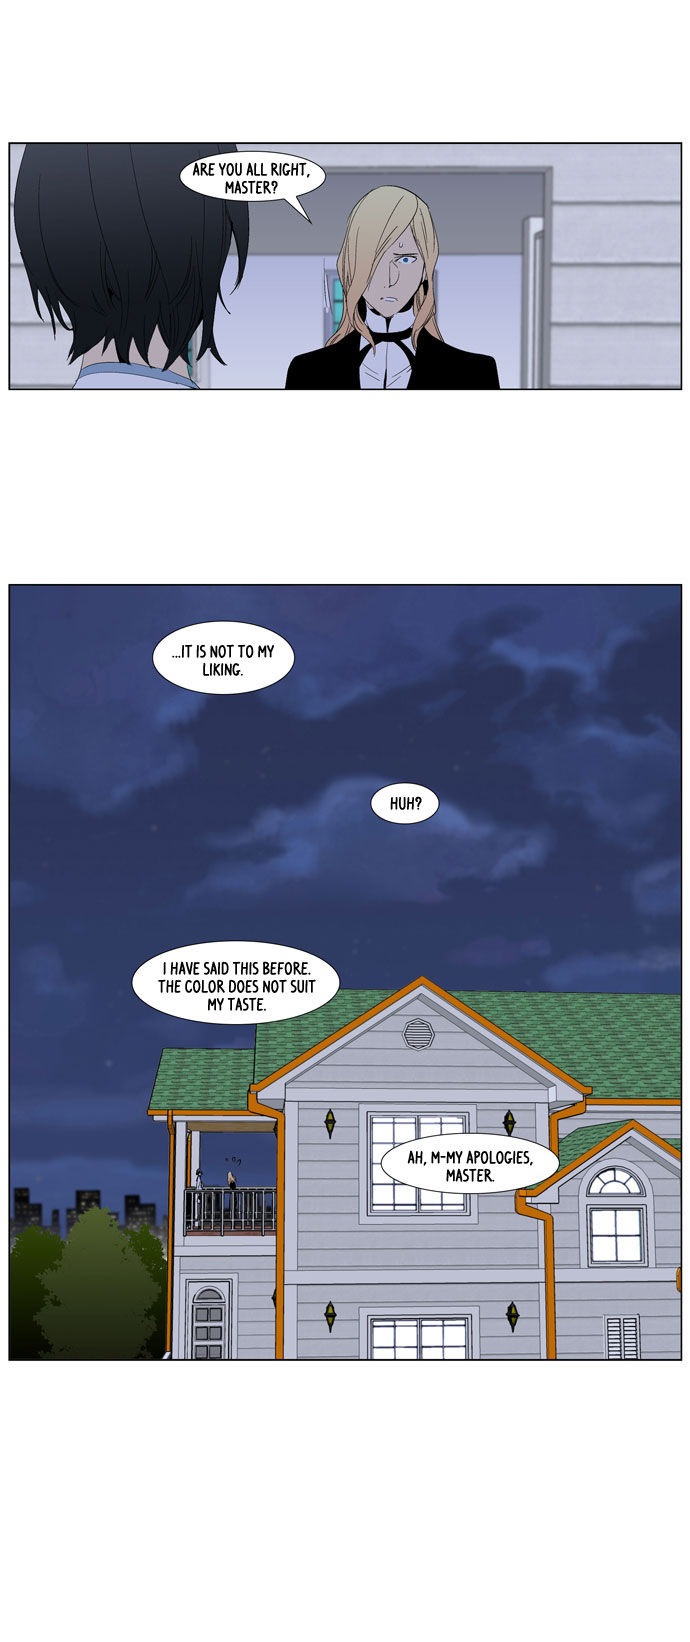 ARE YOU ALL RIGHT,
MASTER?
...IT IS NOT TO MY
LIKING.
HUH?
I HAVE SAID THIS BEFORE.
THE COLOR DOES NOT SUIT
MY TASTE.
AH, M-MY APOLOGIES,
MASTER.